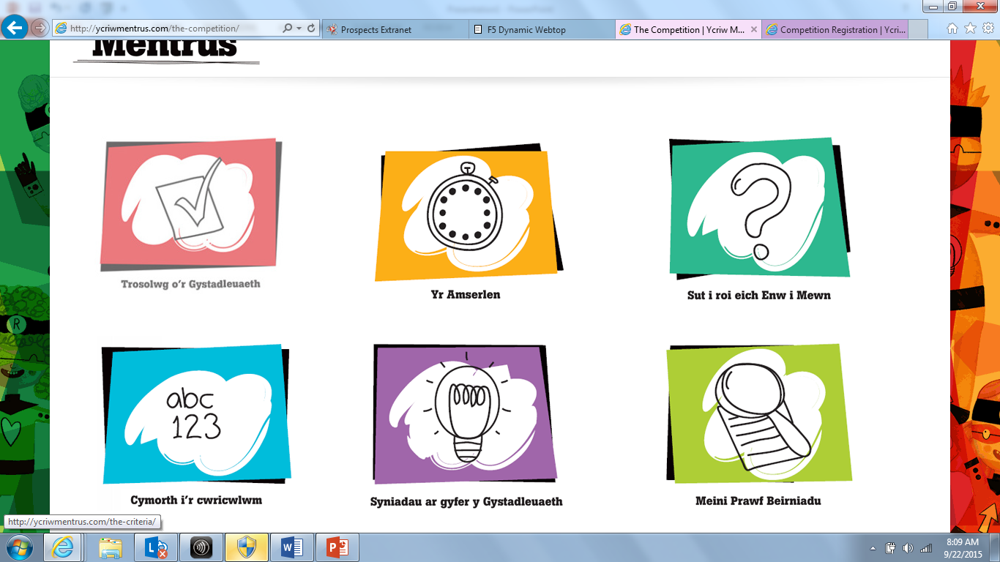 http://ycriwmentrus.com/the-competition/
Prospects Extranet
F5 Dynamic Webtop
The Competition | Ycriw M...
Competition Registration | Ycri...
Mentrus
Trosolwg o'r Gystadleuaeth
Yr Amserlen
Sut i roi eich Enw i Mewn
abc
123
R
Cymorth i'r cwricwlwm
Syniadau ar gyfer y Gystadleuaeth
Meini Prawf Beirniadu
http://ycriwmentrus.com/the-criteria/
8:09 AM
9/22/2015